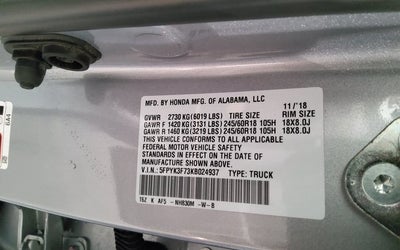 MFD. BY HONDA MFG. OF ALABAMA, LLC 11/'18
GVWR 2730 KG(6019 LBS) TIRE SIZE RIM SIZE
GAWR F 1420 KG(3131 LBS) 245/60R18 105H 18X8.0J
GAWR R 1460 KG(3219 LBS) 245/60R18 105H 18X8.0J
THIS VEHICLE CONFORMS TO ALL APPLICABLE
FEDERAL MOTOR VEHICLE SAFETY STANDARDS
IN EFFECT ON THE DATE OF
MANUFACTURE SHOWN ABOVE.
V.I.N.: 5FPYK3F73KB024937 TYPE: TRUCK
T6Z K AF5 -NH830M -W-B